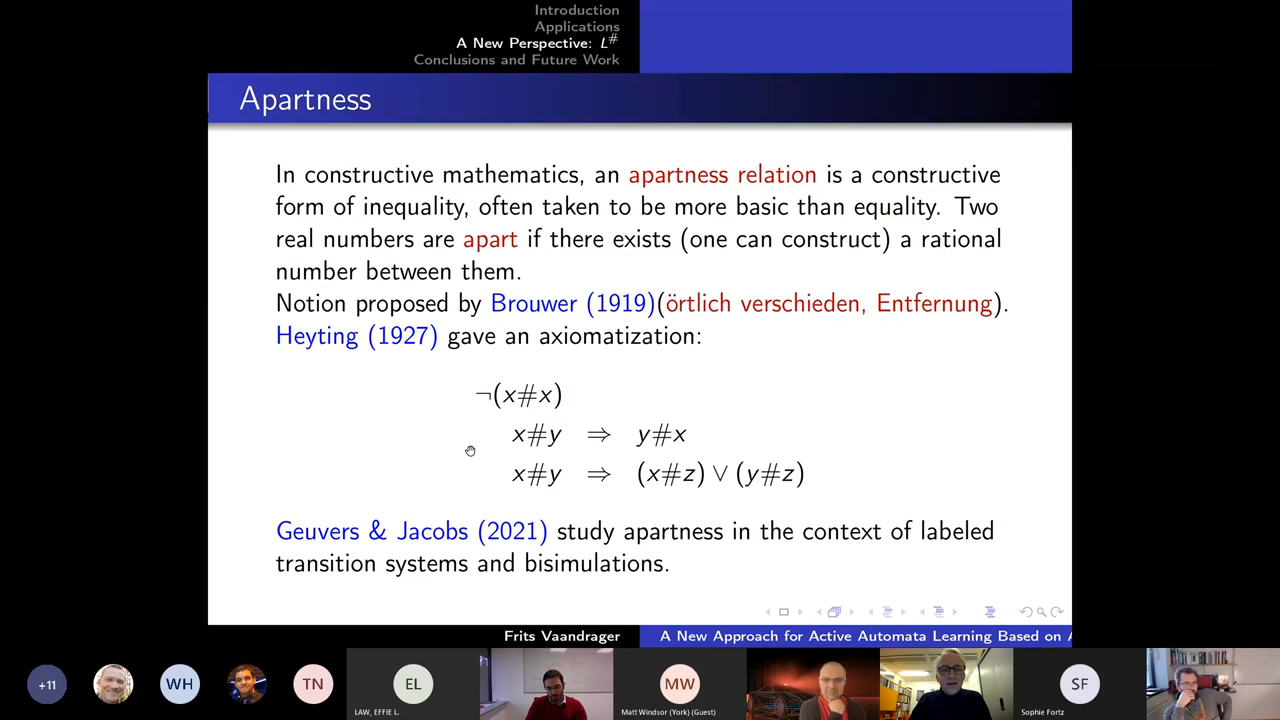 Introduction
Applications
A New Perspective: L#
Conclusions and Future Work
Apartness
In constructive mathematics, an apartness relation is a constructive
form of inequality, often taken to be more basic than equality. Two
real numbers are apart if there exists (one can construct) a rational
number between them.
Notion proposed by Brouwer (1919)(örtlich verschieden, Entfernung).
Heyting (1927) gave an axiomatization:
¬(x#x)
x#y ⇒ y#x
x#y ⇒ (x#z) ∨ (y#z)
Geuvers & Jacobs (2021) study apartness in the context of labeled
transition systems and bisimulations.
Frits Vaandrager
A New Approach for Active Automata Learning Based on A
+11
WH
TN
EL
LAW, EFFIE L.
MW
Matt Windsor (York) (Guest)
SF
Sophie Fortz